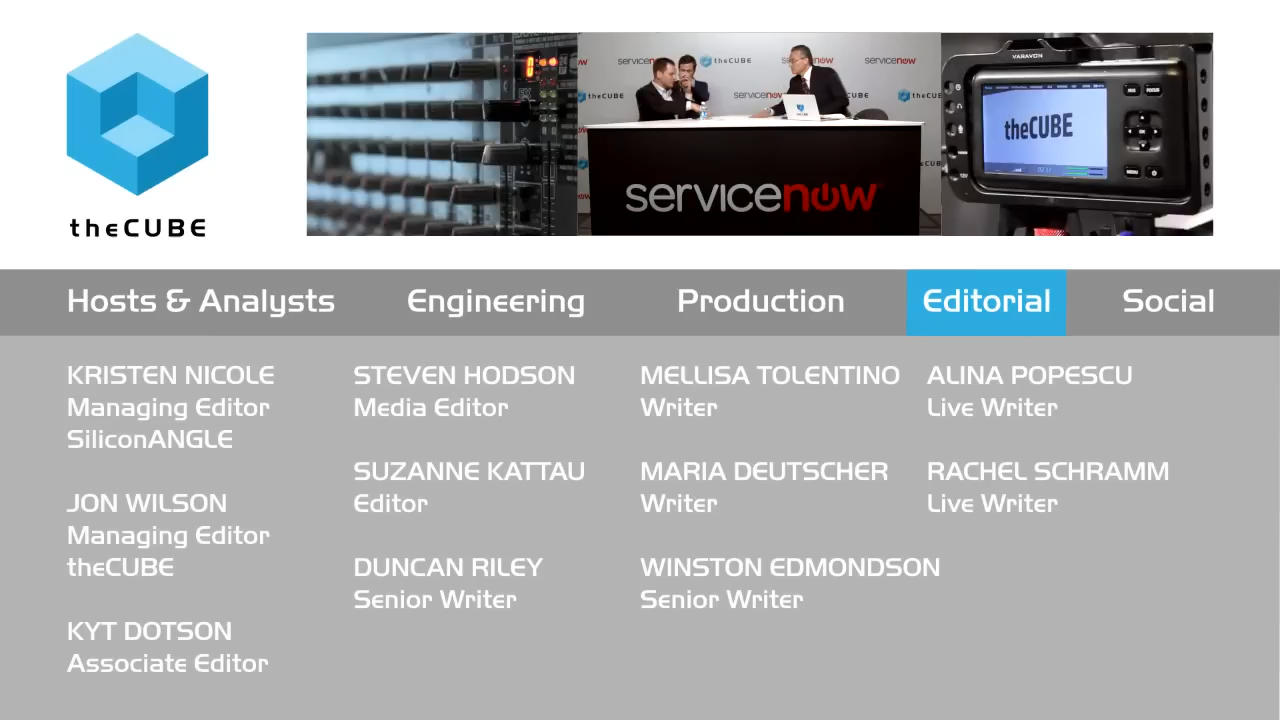 theCUBE
servicenow
theCUBE
servicenow
theCUBE
servicenow
theCUBE
servicenow
VARAVON
theCUBE
MENU
Hosts & Analysts
Engineering
Production
Editorial
Social
KRISTEN NICOLE
Managing Editor
SiliconANGLE
JON WILSON
Managing Editor
theCUBE
KYT DOTSON
Associate Editor
STEVEN HODSON
Media Editor
SUZANNE KATTAU
Editor
DUNCAN RILEY
Senior Writer
MELLISA TOLENTINO
Writer
MARIA DEUTSCHER
Writer
WINSTON EDMONDSON
Senior Writer
ALINA POPESCU
Live Writer
RACHEL SCHRAMM
Live Writer